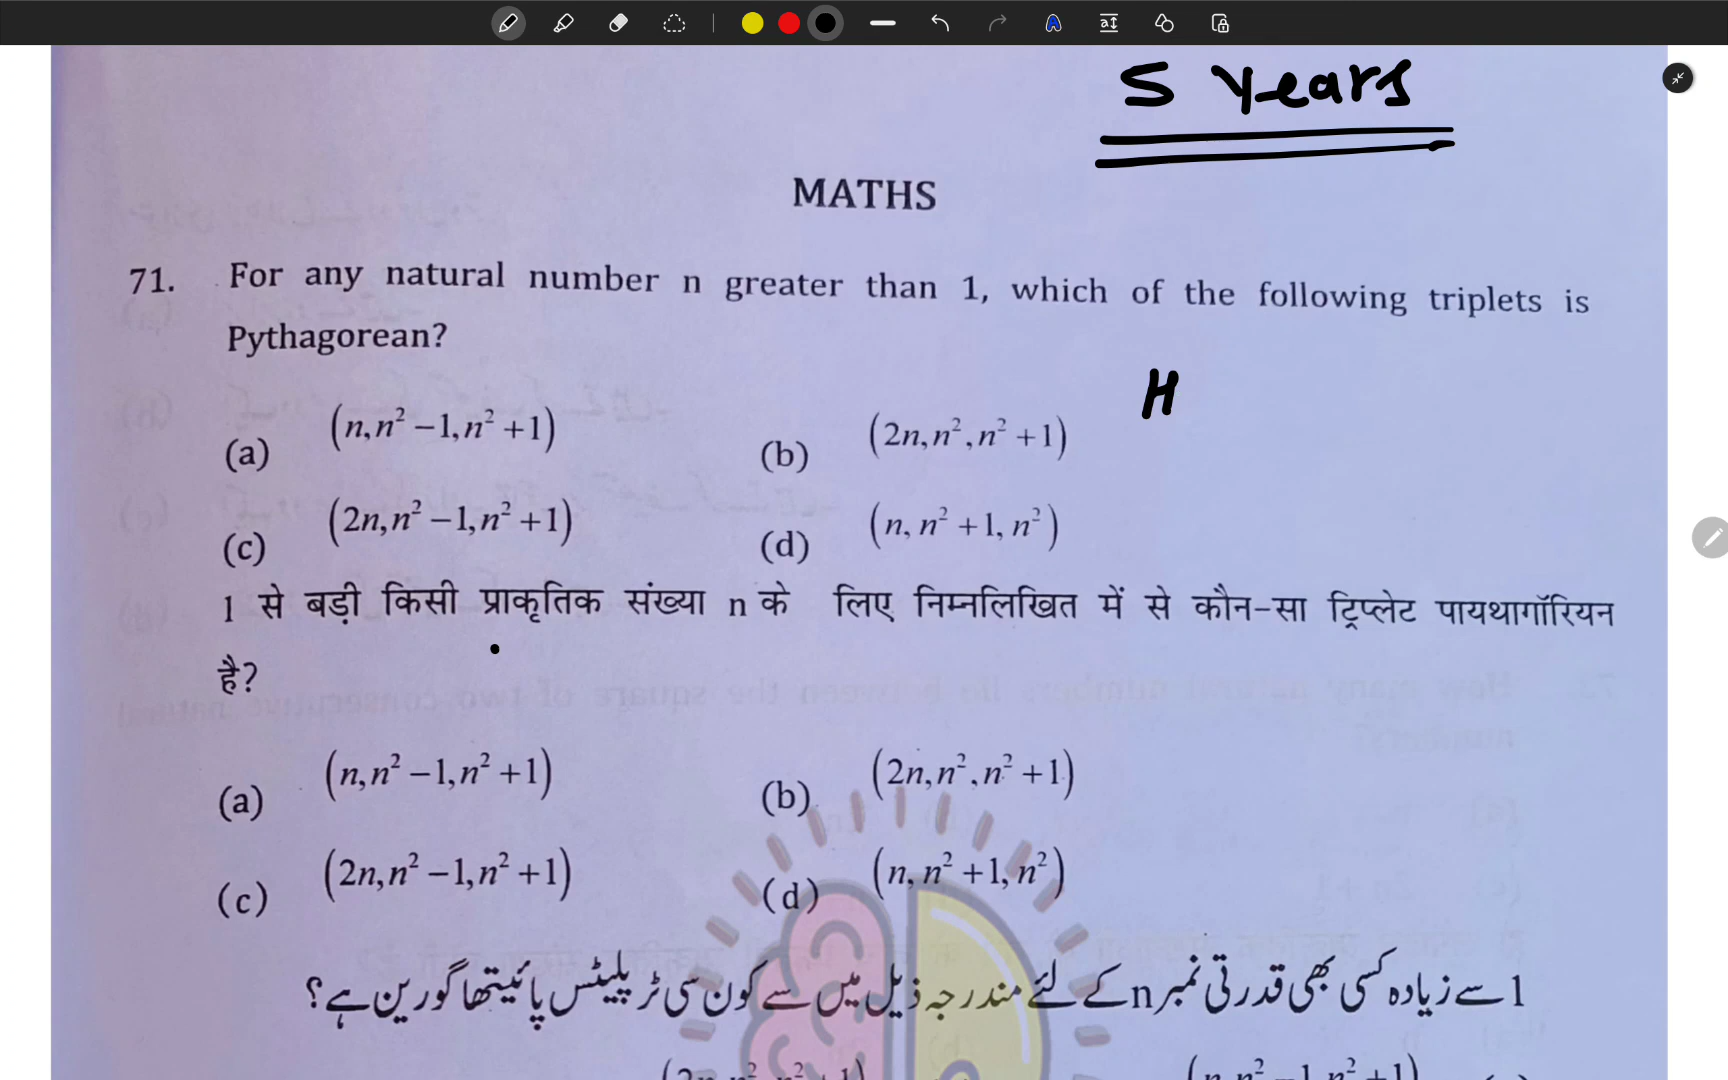 5 Years
MATHS
71. For any natural number n greater than 1, which of the following triplets is
Pythagorean?
H
(a) (n,n² −1,n² +1) (b) (2n,n²,n² +1)
(c) (2n,n² −1,n² +1) (d) (n, n² +1, n²)
1 से बड़ी किसी प्राकृतिक संख्या n के लिए निम्नलिखित में से कौन-सा ट्रिप्लेट पायथागॉरियन
है?
(a) (n,n² −1,n² +1) (b) (2n,n²,n² +1)
(c) (2n,n² −1,n² +1) (d) (n, n² +1, n²)
1 سے زیادہ کسی بھی قدرتی نمبر n کے لئے مندرجہ ذیل میں سے کون سی ٹرپلیٹس پائیتھاگورین ہے؟